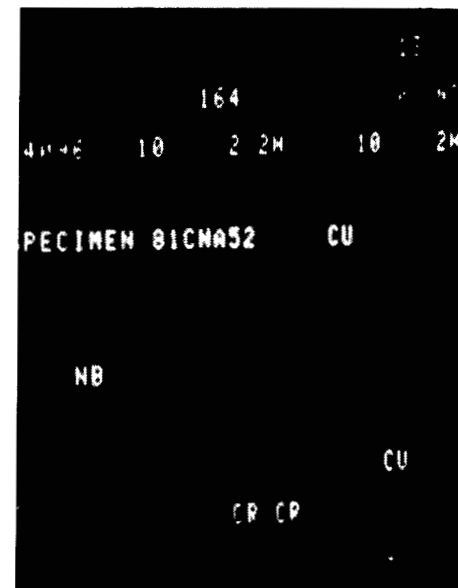 164
10 2 2M 10 2M
PECIMEN 81CNA52 CU
NB
CU
CR CR